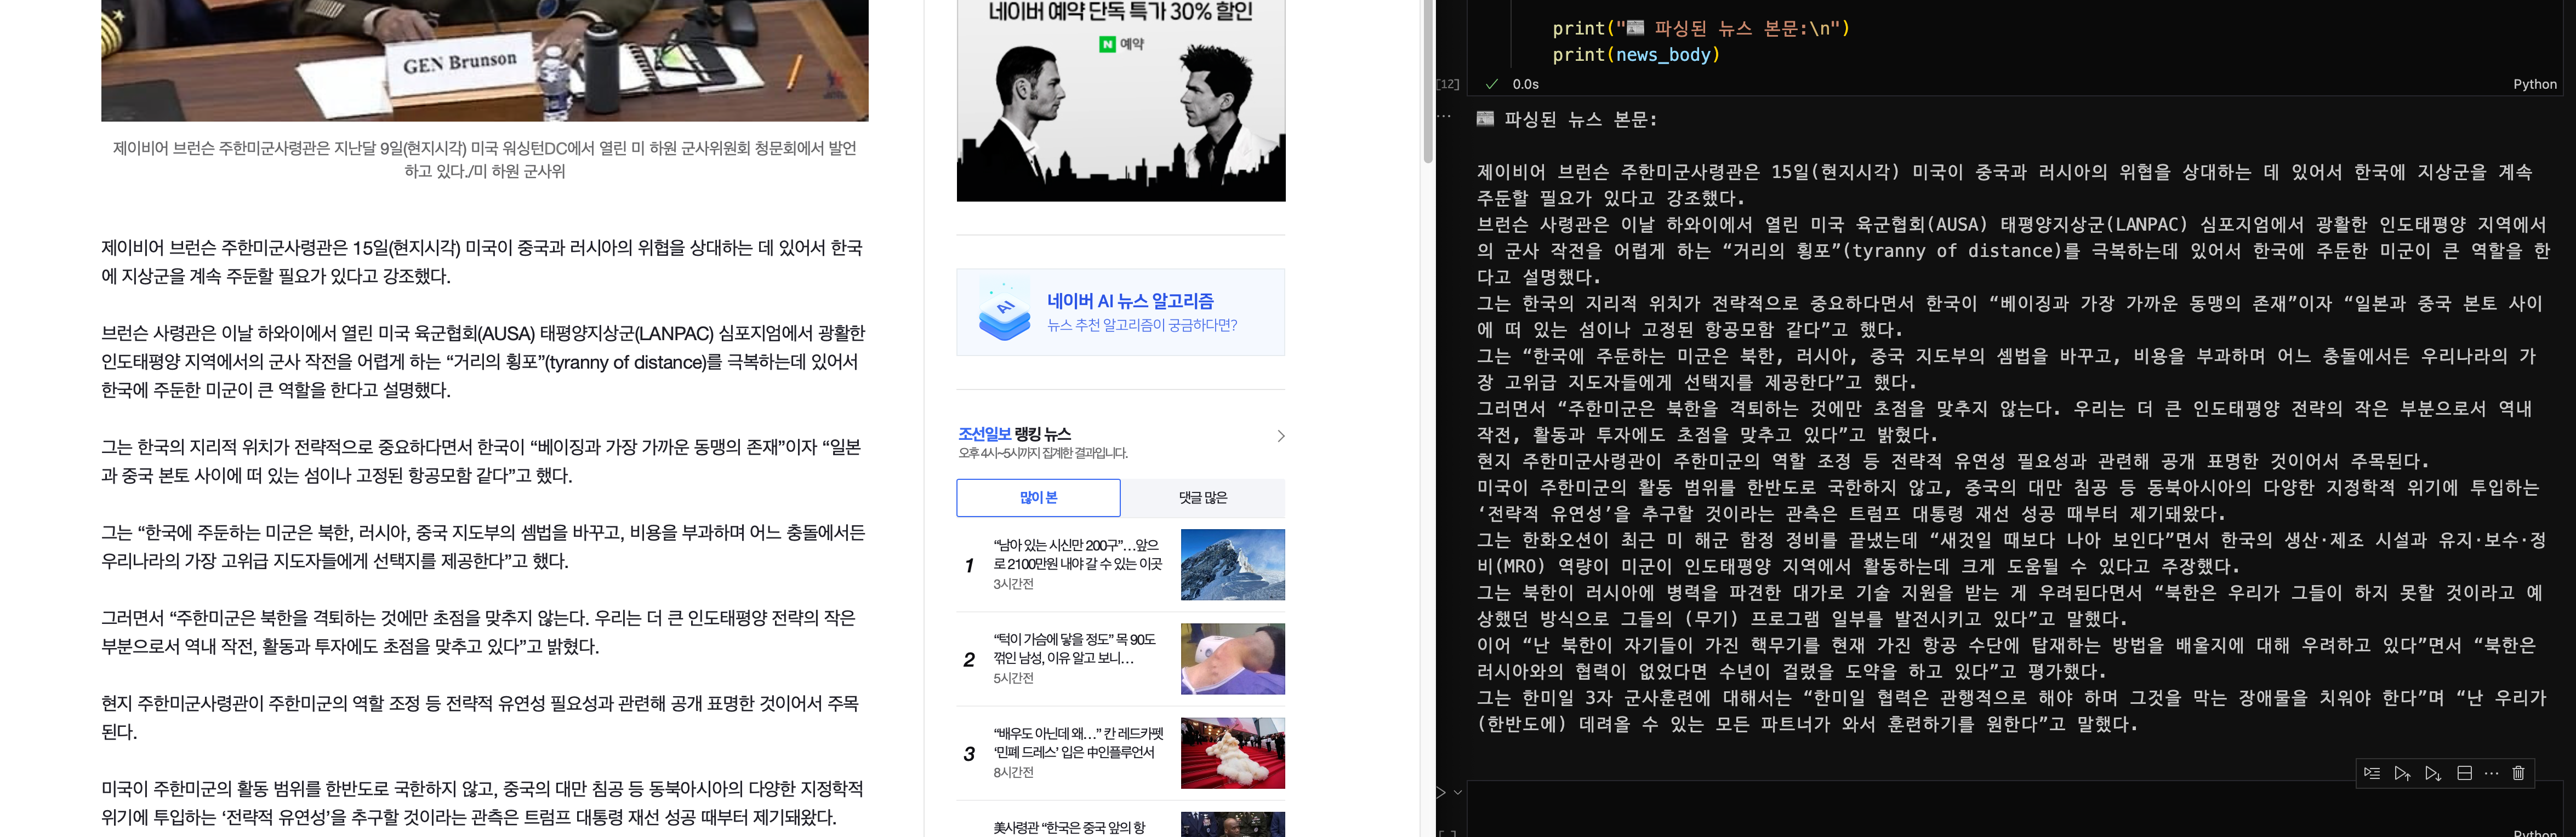 GEN Brunson
제이비어 브런슨 주한미군사령관은 지난달 9일(현지시각) 미국 워싱턴DC에서 열린 미 하원 군사위원회 청문회에서 발언
하고 있다./미 하원 군사위
제이비어 브런슨 주한미군사령관은 15일(현지시각) 미국이 중국과 러시아의 위협을 상대하는 데 있어서 한국
에 지상군을 계속 주둔할 필요가 있다고 강조했다.
브런슨 사령관은 이날 하와이에서 열린 미국 육군협회(AUSA) 태평양지상군(LANPAC) 심포지엄에서 광활한
인도태평양 지역에서의 군사 작전을 어렵게 하는 “거리의 횡포”(tyranny of distance)를 극복하는데 있어서
한국에 주둔한 미군이 큰 역할을 한다고 설명했다.
그는 한국의 지리적 위치가 전략적으로 중요하다면서 한국이 “베이징과 가장 가까운 동맹의 존재”이자 “일본
과 중국 본토 사이에 떠 있는 섬이나 고정된 항공모함 같다”고 했다.
그는 “한국에 주둔하는 미군은 북한, 러시아, 중국 지도부의 셈법을 바꾸고, 비용을 부과하며 어느 충돌에서든
우리나라의 가장 고위급 지도자들에게 선택지를 제공한다”고 했다.
그러면서 “주한미군은 북한을 격퇴하는 것에만 초점을 맞추지 않는다. 우리는 더 큰 인도태평양 전략의 작은
부분으로서 역내 작전, 활동과 투자에도 초점을 맞추고 있다”고 밝혔다.
현지 주한미군사령관이 주한미군의 역할 조정 등 전략적 유연성 필요성과 관련해 공개 표명한 것이어서 주목
된다.
미국이 주한미군의 활동 범위를 한반도로 국한하지 않고, 중국의 대만 침공 등 동북아시아의 다양한 지정학적
위기에 투입하는 ‘전략적 유연성’을 추구할 것이라는 관측은 트럼프 대통령 재선 성공 때부터 제기돼왔다.
네이버 예약 단독 특가 30% 할인
N 예약
AI
네이버 AI 뉴스 알고리즘
뉴스 추천 알고리즘이 궁금하다면?
조선일보 랭킹 뉴스
오후 4시~5시까지 집계한 결과입니다.
많이 본
댓글 많은
1
“남아 있는 시신만 200구”…앞으
로 2100만원 내야 갈 수 있는 이곳
3시간전
2
“턱이 가슴에 닿을 정도” 목 90도
꺾인 남성, 이유 알고 보니…
5시간전
3
“배우도 아닌데 왜…” 칸 레드카펫
‘민폐 드레스’ 입은 中인플루언서
8시간전
美사령관 “한국은 중국 앞의 항
print("📰 파싱된 뉴스 본문:\n")
print(news_body)
[12]
0.0s
Python
📰 파싱된 뉴스 본문:
제이비어 브런슨 주한미군사령관은 15일(현지시각) 미국이 중국과 러시아의 위협을 상대하는 데 있어서 한국에 지상군을 계속
주둔할 필요가 있다고 강조했다.
브런슨 사령관은 이날 하와이에서 열린 미국 육군협회(AUSA) 태평양지상군(LANPAC) 심포지엄에서 광활한 인도태평양 지역에서
의 군사 작전을 어렵게 하는 “거리의 횡포”(tyranny of distance)를 극복하는데 있어서 한국에 주둔한 미군이 큰 역할을 한
다고 설명했다.
그는 한국의 지리적 위치가 전략적으로 중요하다면서 한국이 “베이징과 가장 가까운 동맹의 존재”이자 “일본과 중국 본토 사이
에 떠 있는 섬이나 고정된 항공모함 같다”고 했다.
그는 “한국에 주둔하는 미군은 북한, 러시아, 중국 지도부의 셈법을 바꾸고, 비용을 부과하며 어느 충돌에서든 우리나라의 가
장 고위급 지도자들에게 선택지를 제공한다”고 했다.
그러면서 “주한미군은 북한을 격퇴하는 것에만 초점을 맞추지 않는다. 우리는 더 큰 인도태평양 전략의 작은 부분으로서 역내
작전, 활동과 투자에도 초점을 맞추고 있다”고 밝혔다.
현지 주한미군사령관이 주한미군의 역할 조정 등 전략적 유연성 필요성과 관련해 공개 표명한 것이어서 주목된다.
미국이 주한미군의 활동 범위를 한반도로 국한하지 않고, 중국의 대만 침공 등 동북아시아의 다양한 지정학적 위기에 투입하는
‘전략적 유연성’을 추구할 것이라는 관측은 트럼프 대통령 재선 성공 때부터 제기돼왔다.
그는 한화오션이 최근 미 해군 함정 정비를 끝냈는데 “새것일 때보다 나아 보인다”면서 한국의 생산·제조 시설과 유지·보수·정
비(MRO) 역량이 미군이 인도태평양 지역에서 활동하는데 크게 도움될 수 있다고 주장했다.
그는 북한이 러시아에 병력을 파견한 대가로 기술 지원을 받는 게 우려된다면서 “북한은 우리가 그들이 하지 못할 것이라고 예
상했던 방식으로 그들의 (무기) 프로그램 일부를 발전시키고 있다”고 말했다.
이어 “난 북한이 자기들이 가진 핵무기를 현재 가진 항공 수단에 탑재하는 방법을 배울지에 대해 우려하고 있다”면서 “북한은
러시아와의 협력이 없었다면 수년이 걸렸을 도약을 하고 있다”고 평가했다.
그는 한미일 3자 군사훈련에 대해서는 “한미일 협력은 관행적으로 해야 하며 그것을 막는 장애물을 치워야 한다”며 “난 우리가
(한반도에) 데려올 수 있는 모든 파트너가 와서 훈련하기를 원한다”고 말했다.
Python